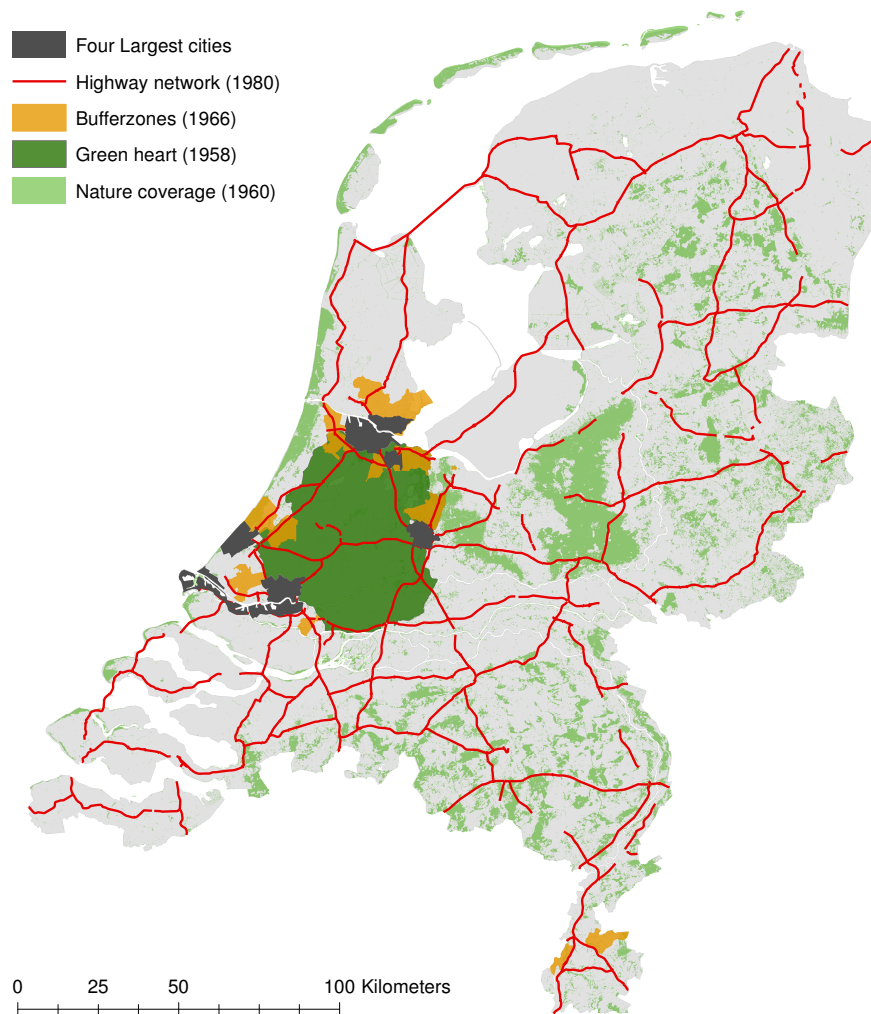 Four Largest cities
Highway network (1980)
Bufferzones (1966)
Green heart (1958)
Nature coverage (1960)
0 25 50 100 Kilometers